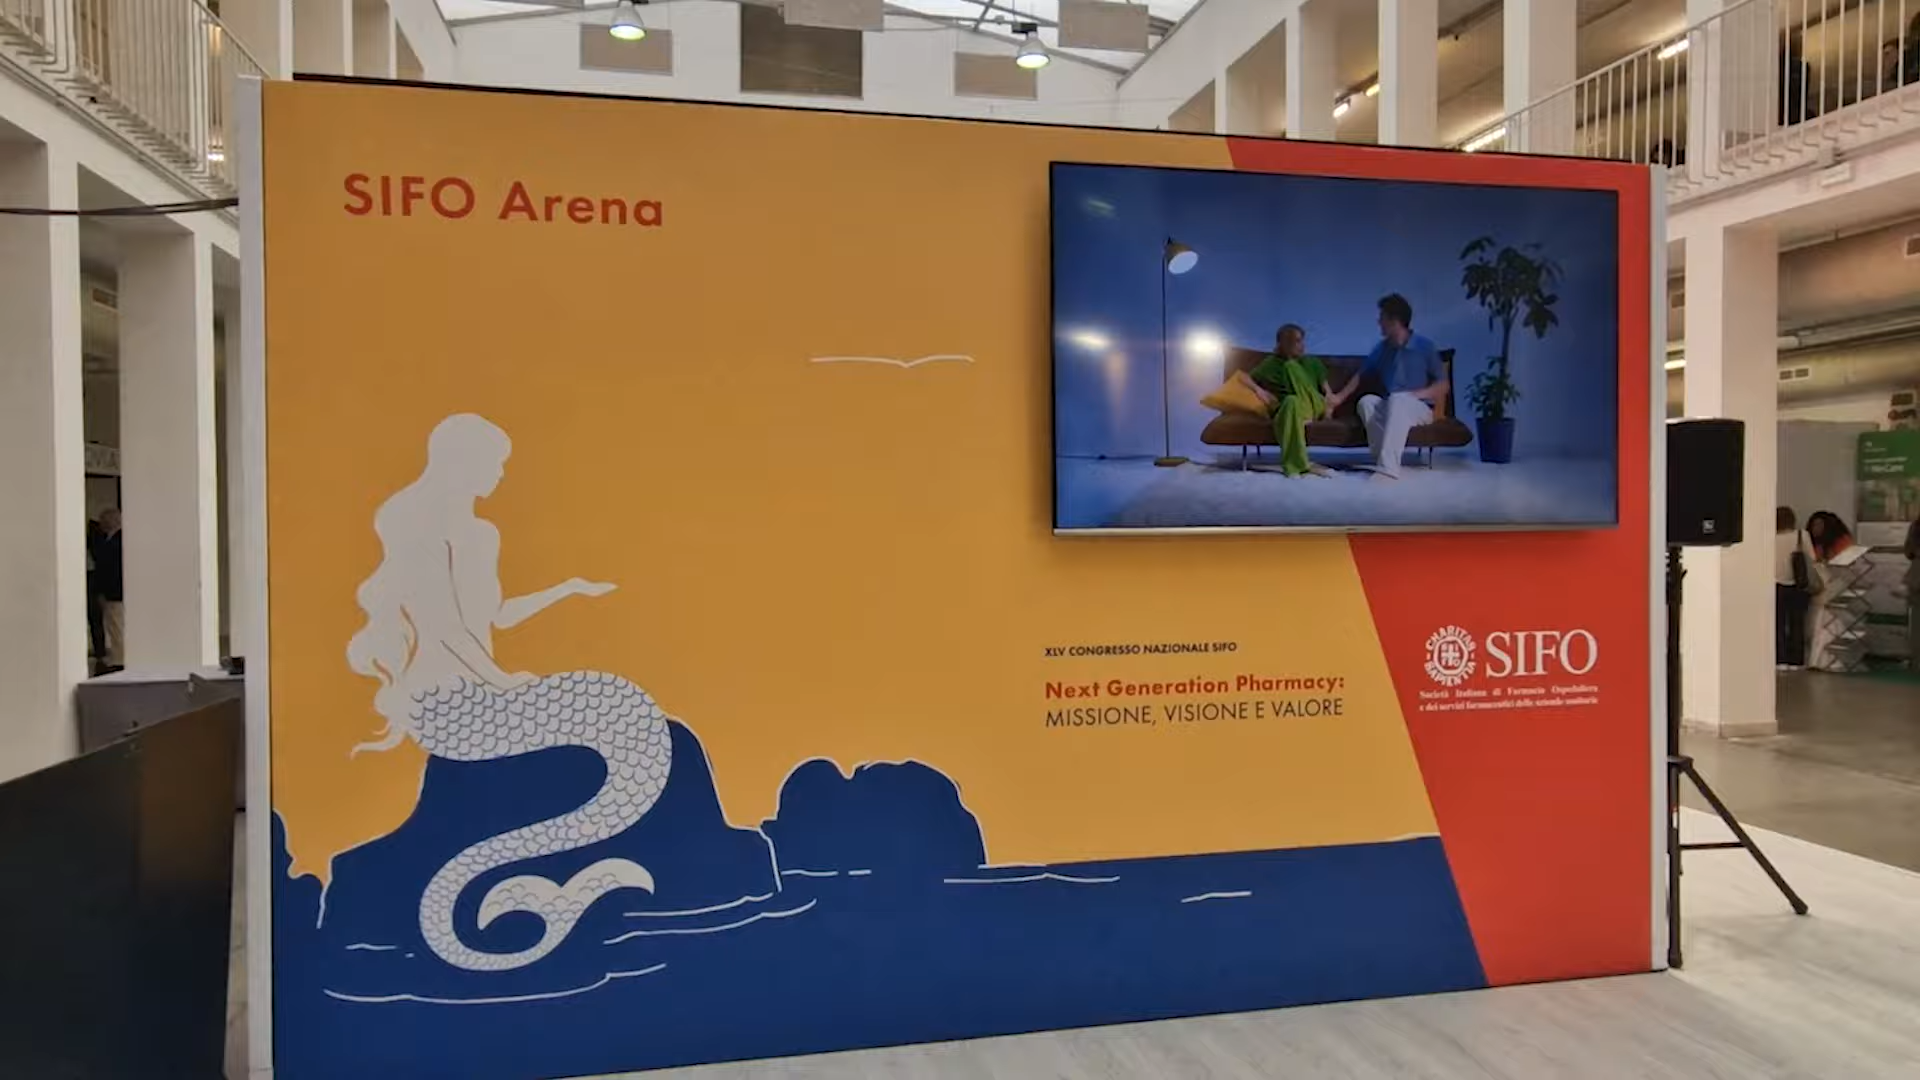 SIFO Arena
XLV CONGRESSO NAZIONALE SIFO
Next Generation Pharmacy:
MISSIONE, VISIONE E VALORE
CHARITAS
SAPIENTIA
SIFO
Società Italiana di Farmacia Ospedaliera
e dei servizi farmaceutici delle aziende sanitarie